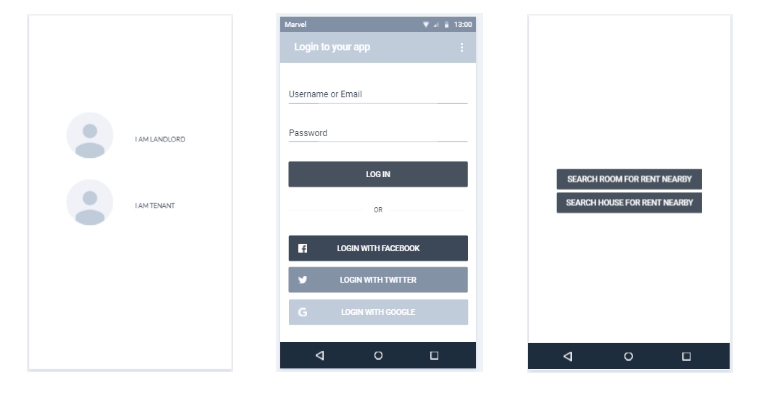 I AM LANDLORD
I AM TENANT
Marvel 13:00
Login to your app
Username or Email
Password
LOG IN
OR
LOGIN WITH FACEBOOK
LOGIN WITH TWITTER
G LOGIN WITH GOOGLE
SEARCH ROOM FOR RENT NEARBY
SEARCH HOUSE FOR RENT NEARBY